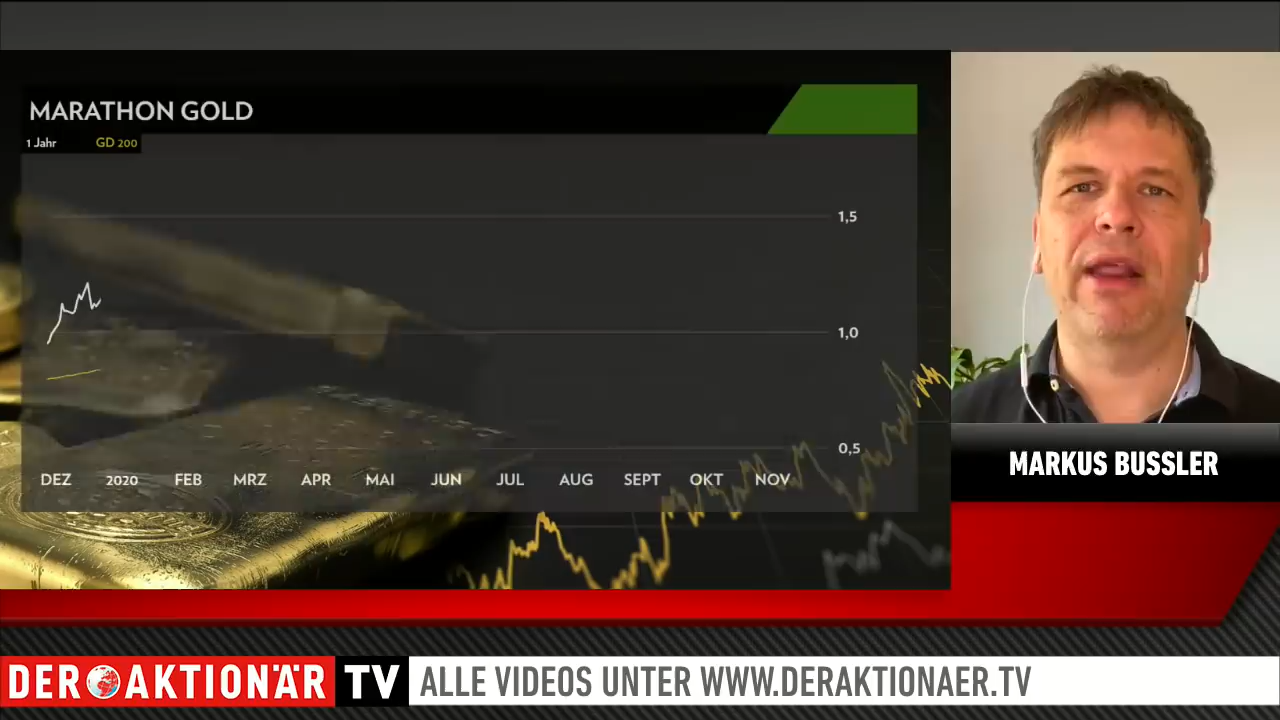 MARATHON GOLD
1 Jahr GD 200
1,5
1,0
0,5
DEZ 2020 FEB MRZ APR MAI JUN JUL AUG SEPT OKT NOV
MARKUS BUSSLER
DER AKTIONÄR TV ALLE VIDEOS UNTER WWW.DERAKTIONAER.TV